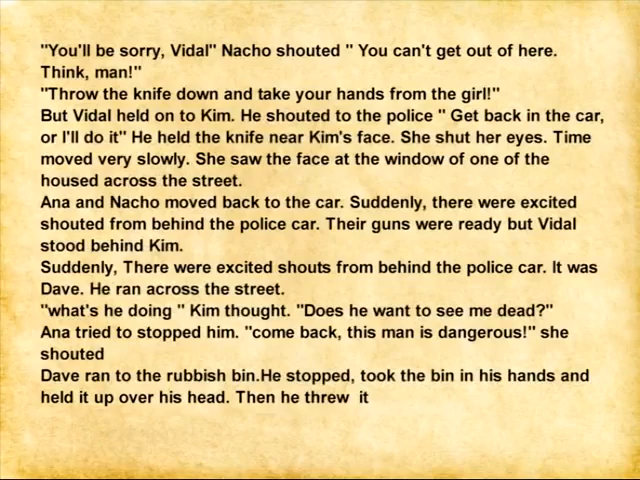 "You'll be sorry, Vidal" Nacho shouted " You can't get out of here.
Think, man!"
"Throw the knife down and take your hands from the girl!"
But Vidal held on to Kim. He shouted to the police " Get back in the car,
or I'll do it" He held the knife near Kim's face. She shut her eyes. Time
moved very slowly. She saw the face at the window of one of the
housed across the street.
Ana and Nacho moved back to the car. Suddenly, there were excited
shouted from behind the police car. Their guns were ready but Vidal
stood behind Kim.
Suddenly, There were excited shouts from behind the police car. It was
Dave. He ran across the street.
"what's he doing " Kim thought. "Does he want to see me dead?"
Ana tried to stopped him. "come back, this man is dangerous!" she
shouted
Dave ran to the rubbish bin.He stopped, took the bin in his hands and
held it up over his head. Then he threw  it